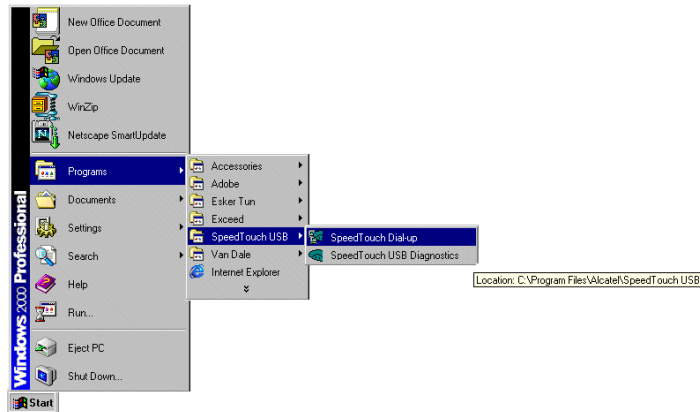 New Office Document
Open Office Document
Windows Update
WinZip
Netscape SmartUpdate
Programs
Documents
Settings
Search
Help
Run...
Eject PC
Shut Down...
Windows 2000 Professional
Start
Accessories
Adobe
Esker Tun
Exceed
SpeedTouch USB
Van Dale
Internet Explorer
SpeedTouch Dial-up
SpeedTouch USB Diagnostics
Location: C:\Program Files\Alcatel\SpeedTouch USB